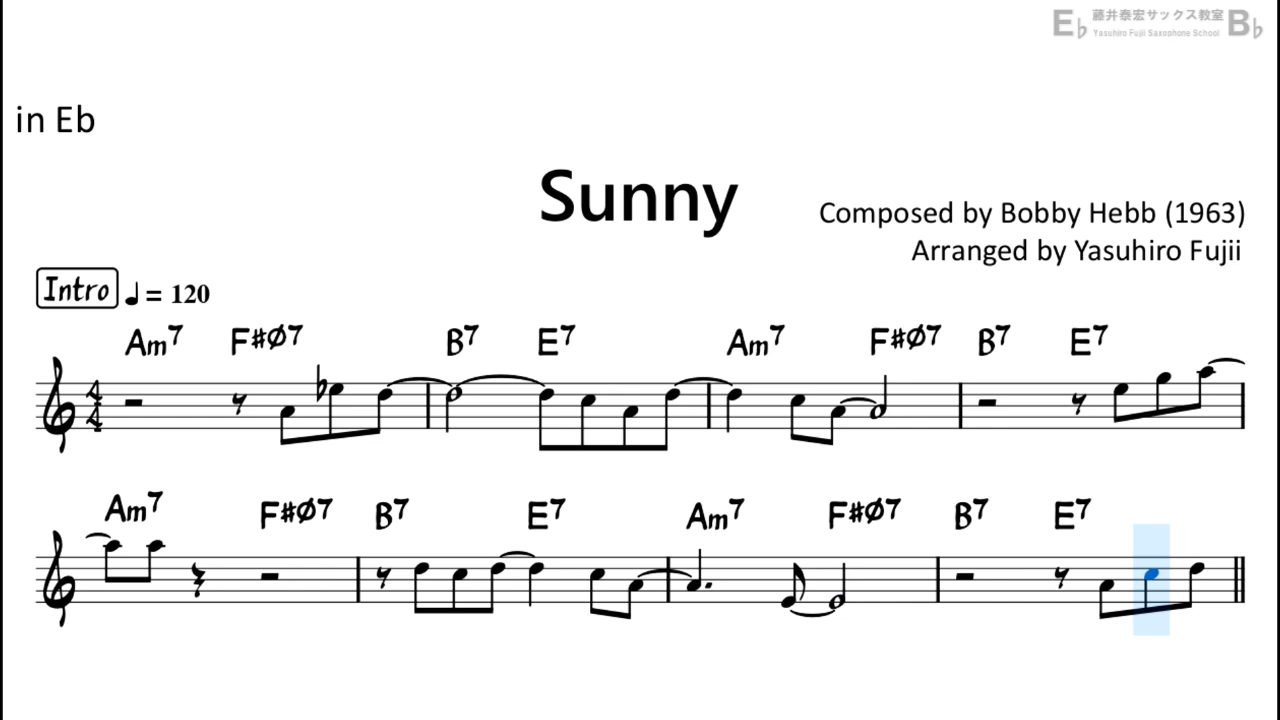 E♭ 藤井泰宏サックス教室 B♭
Yasuhiro Fujii Saxophone School
in Eb
Sunny
Composed by Bobby Hebb (1963)
Arranged by Yasuhiro Fujii
Intro ♩ = 120
Am7 F#Ø7 B7 E7 Am7 F#Ø7 B7 E7
4
4
Am7 F#Ø7 B7 E7 Am7 F#Ø7 B7 E7